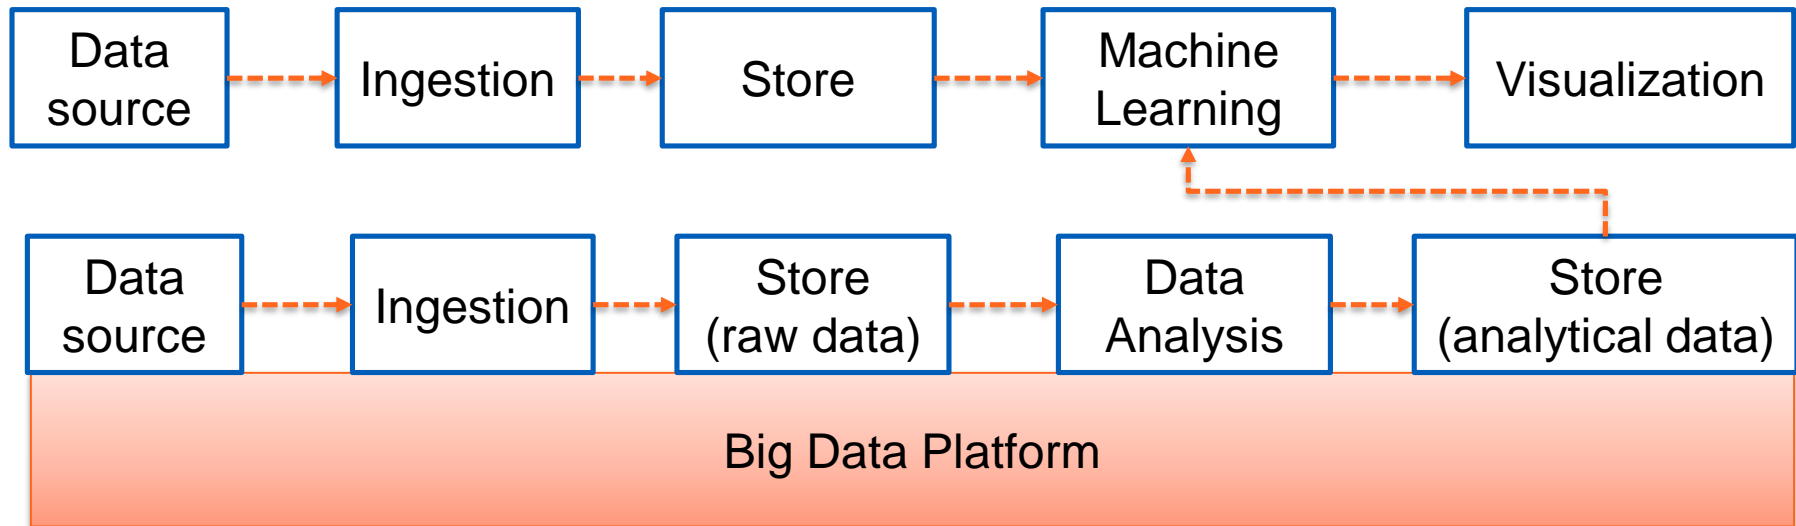 Data
source
Ingestion
Store
Machine
Learning
Visualization
Data
source
Ingestion
Store
(raw data)
Data
Analysis
Store
(analytical data)
Big Data Platform